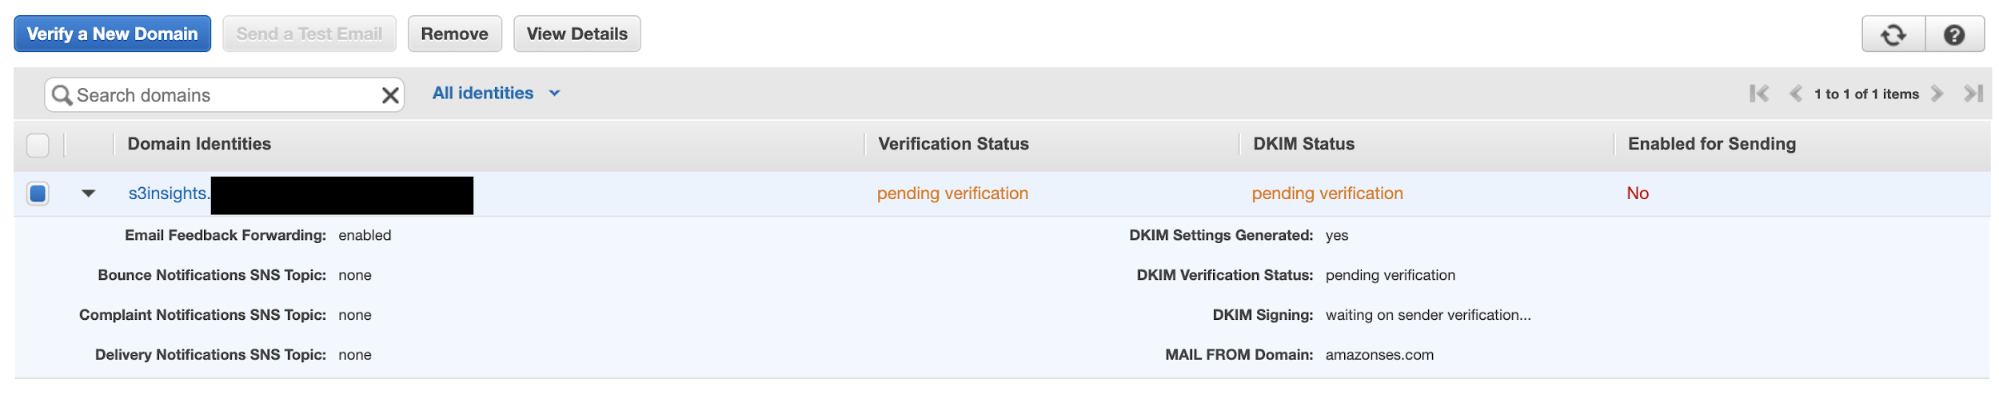 Verify a New Domain Send a Test Email Remove View Details
Search domains All identities 1 to 1 of 1 items
Domain Identities Verification Status DKIM Status Enabled for Sending
s3insights. pending verification pending verification No
Email Feedback Forwarding: enabled DKIM Settings Generated: yes
Bounce Notifications SNS Topic: none DKIM Verification Status: pending verification
Complaint Notifications SNS Topic: none DKIM Signing: waiting on sender verification...
Delivery Notifications SNS Topic: none MAIL FROM Domain: amazonses.com